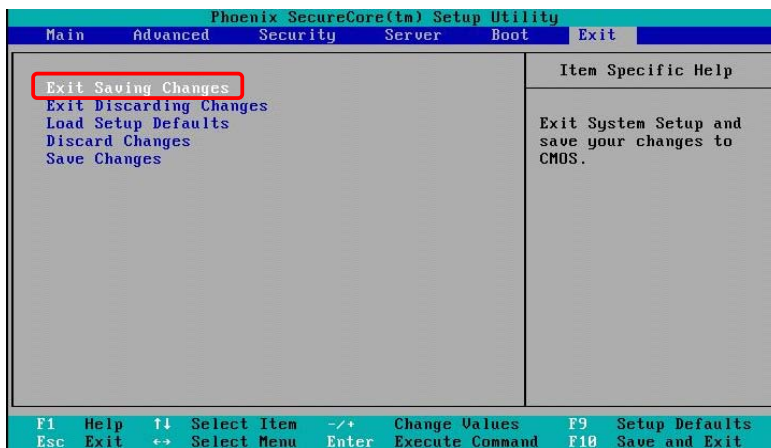 Phoenix SecureCore(tm) Setup Utility
Main Advanced Security Server Boot Exit
Item Specific Help
Exit Saving Changes
Exit Discarding Changes
Load Setup Defaults
Discard Changes
Save Changes
Exit System Setup and
save your changes to
CMOS.
F1 Help ↑↓ Select Item -/+ Change Values F9 Setup Defaults
Esc Exit ↔ Select Menu Enter Execute Command F10 Save and Exit